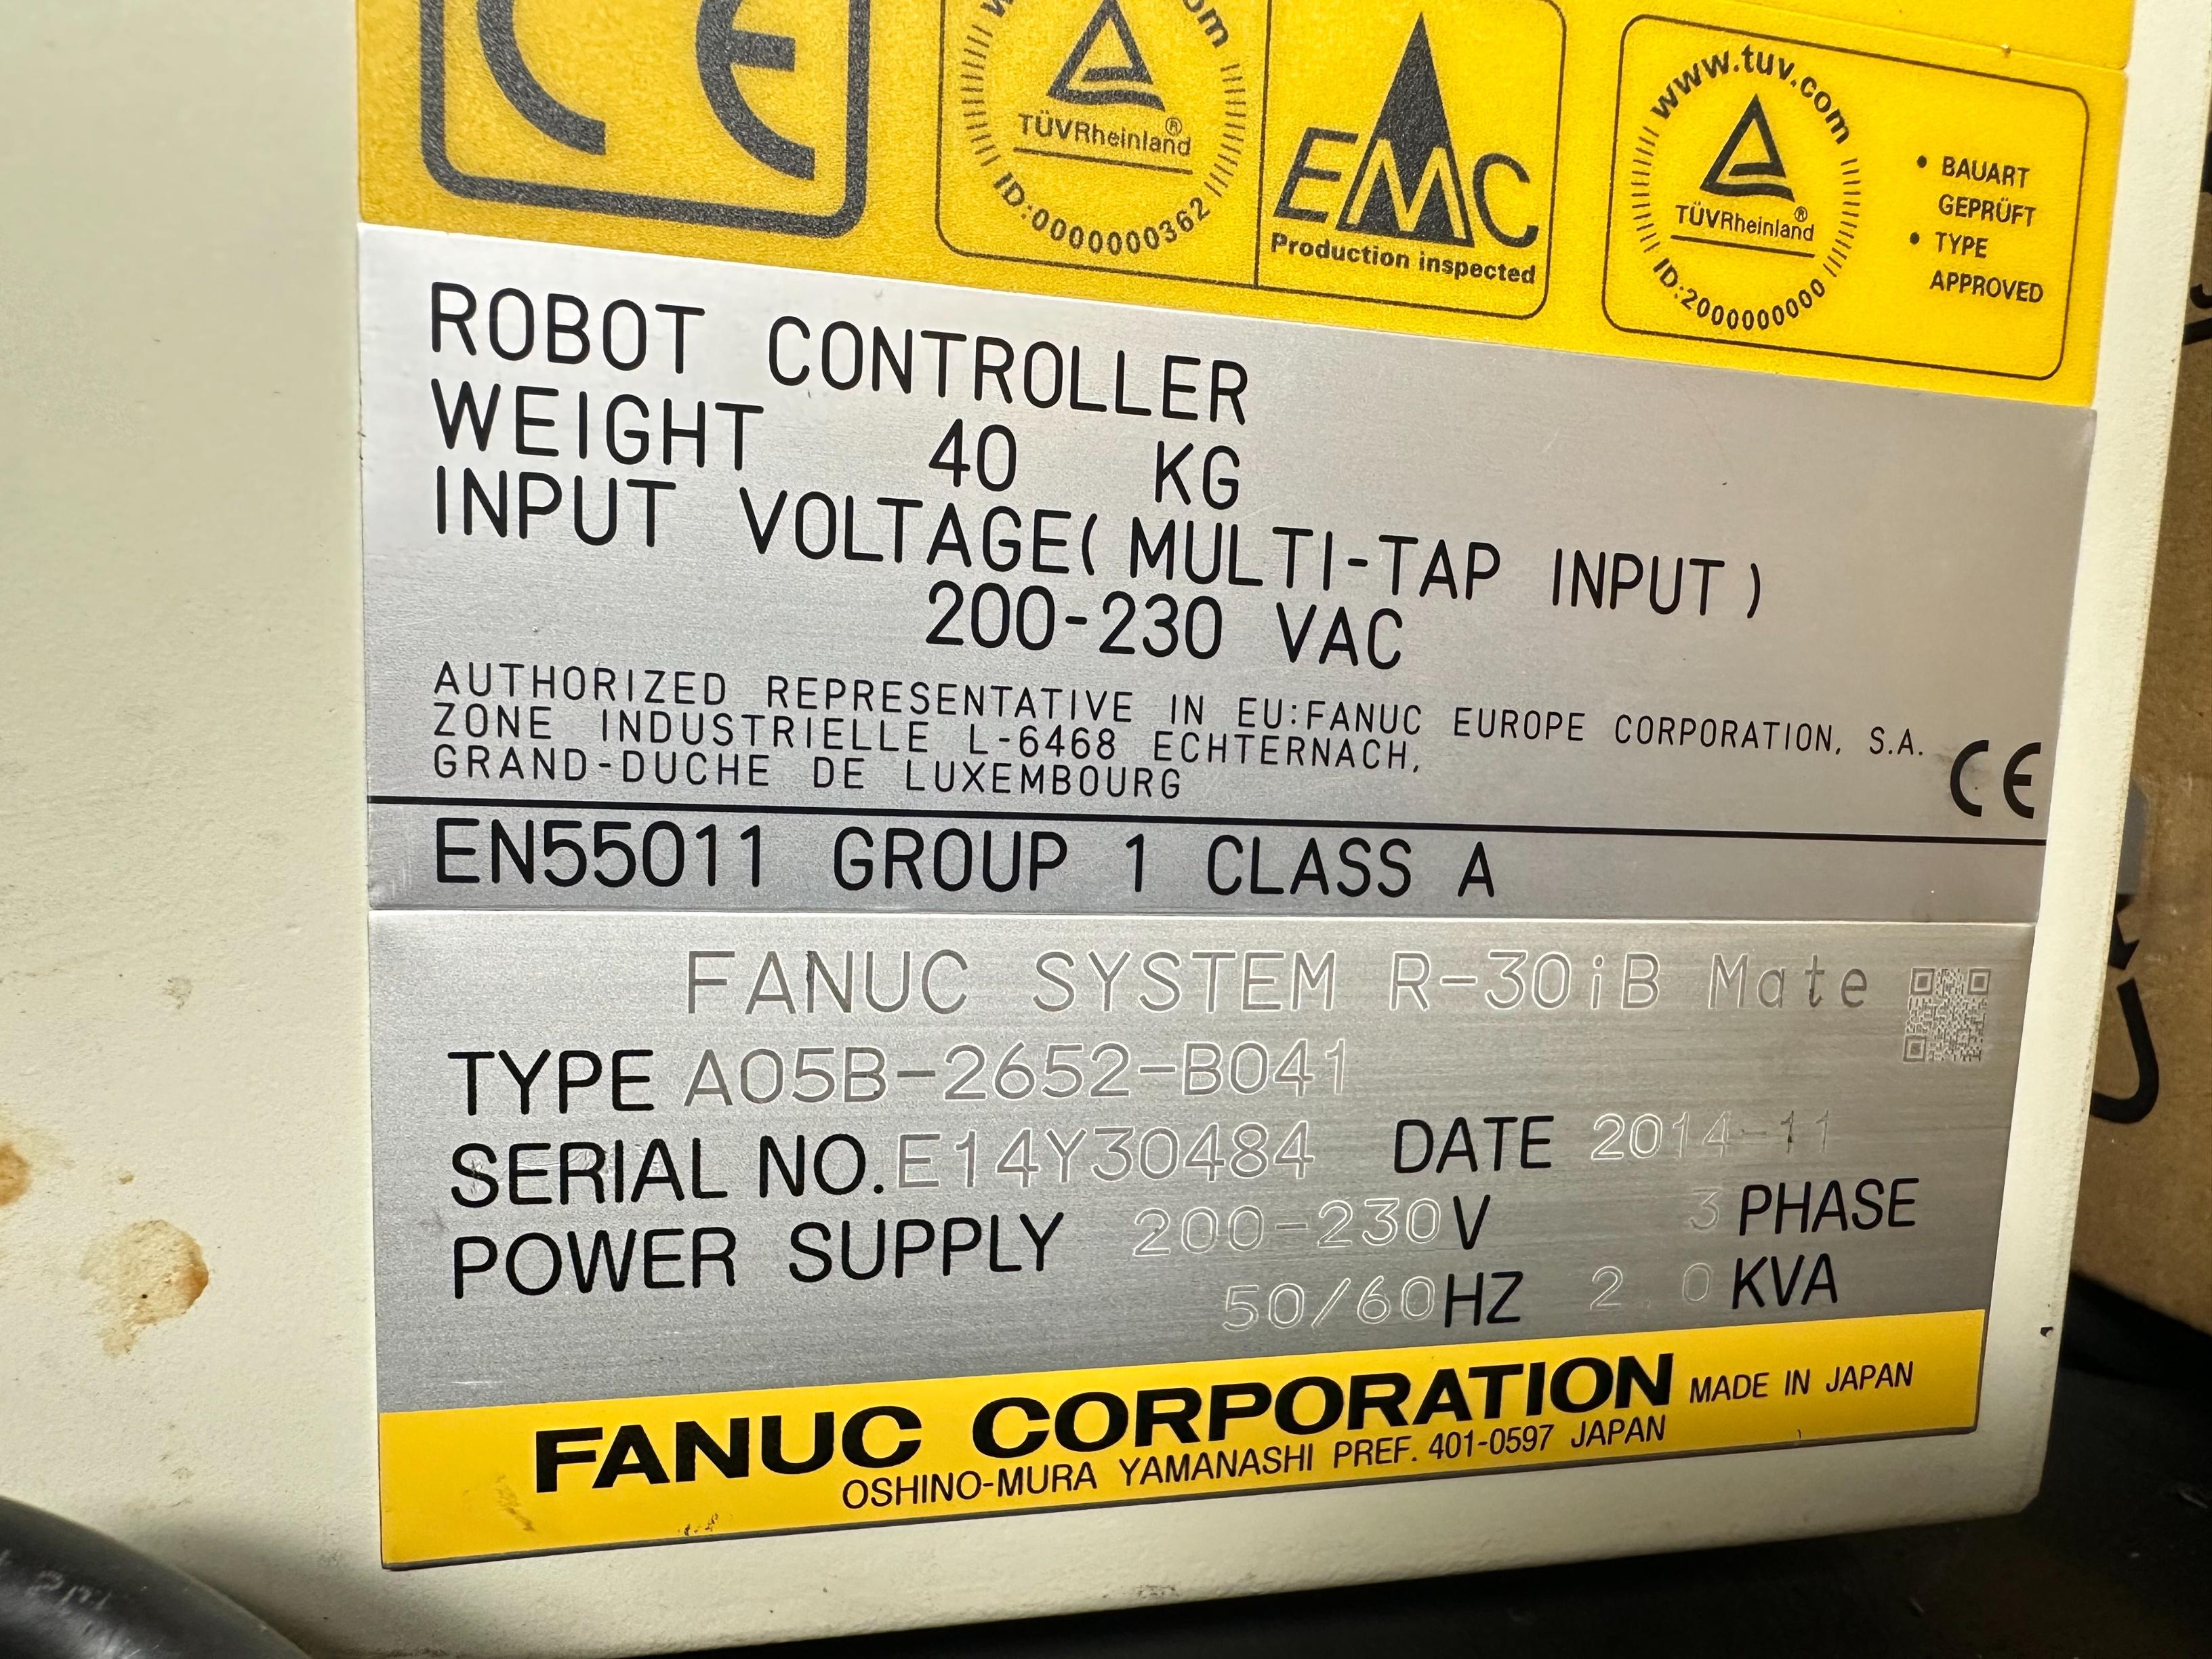 CE
www.tuv.com
TÜVRheinland®
ID:0000000362
EMC
Production inspected
www.tuv.com
TÜVRheinland®
ID:2000000000
• BAUART
GEPRÜFT
• TYPE
APPROVED
ROBOT CONTROLLER
WEIGHT 40 KG
INPUT VOLTAGE( MULTI-TAP INPUT )
200-230 VAC
AUTHORIZED REPRESENTATIVE IN EU:FANUC EUROPE CORPORATION, S.A.
ZONE INDUSTRIELLE L-6468 ECHTERNACH,
GRAND-DUCHE DE LUXEMBOURG
CE
EN55011 GROUP 1 CLASS A
FANUC SYSTEM R-30iB Mate
TYPE A05B-2652-B041
SERIAL NO. E14Y30484 DATE 2014-11
POWER SUPPLY 200-230V 3 PHASE
50/60HZ 2.0 KVA
FANUC CORPORATION MADE IN JAPAN
OSHINO-MURA YAMANASHI PREF. 401-0597 JAPAN